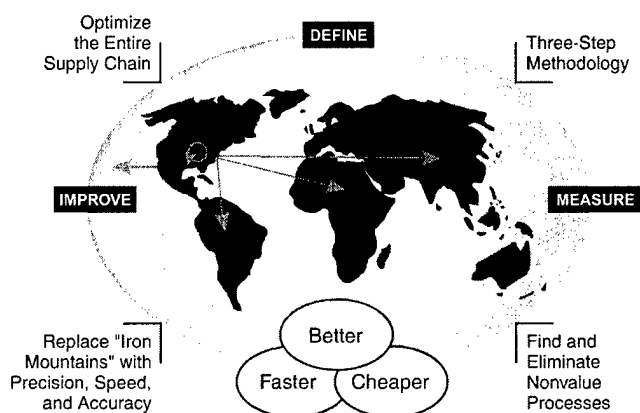 Optimize
the Entire
Supply Chain
DEFINE
Three-Step
Methodology
IMPROVE
MEASURE
Replace "Iron
Mountains" with
Precision, Speed,
and Accuracy
Better
Faster
Cheaper
Find and
Eliminate
Nonvalue
Processes